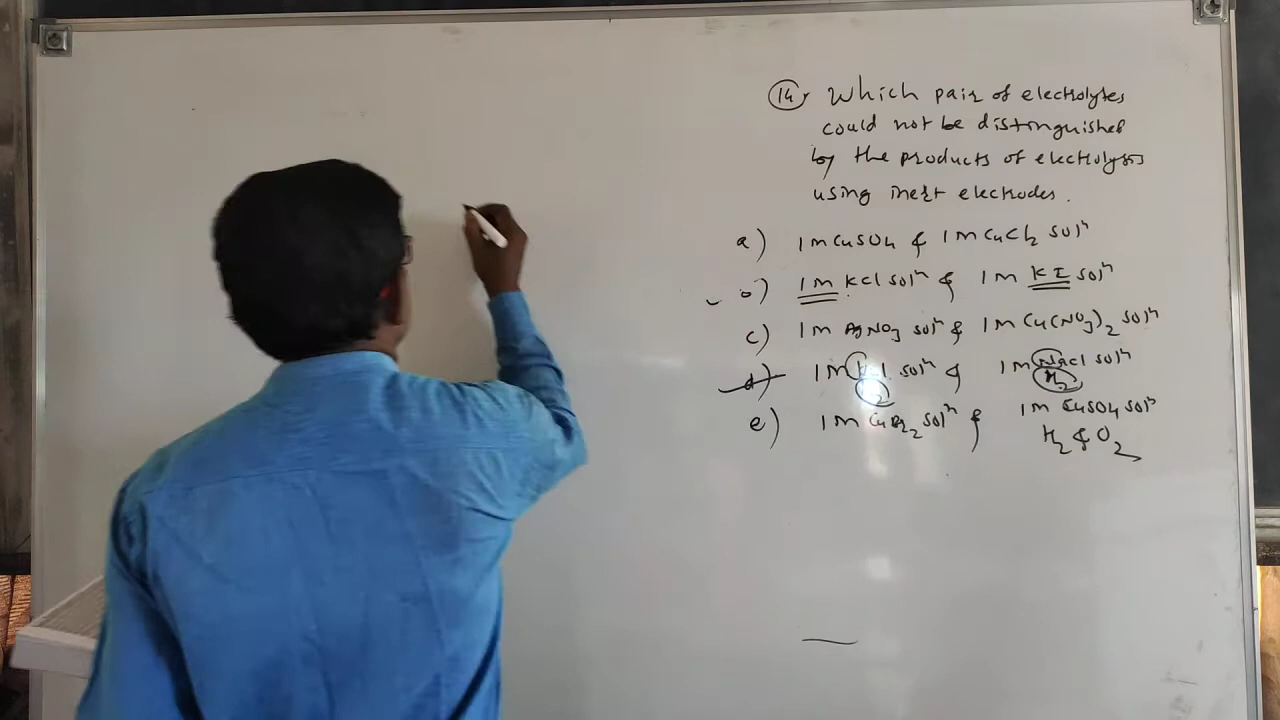 14 Which pair of electrolytes
could not be distinguished
by the products of electrolysis
using inert electrodes.
a) 1M CuSO4 & 1M CuCl2 solⁿ
b) 1M KCl solⁿ & 1M KI solⁿ
c) 1M AgNO3 solⁿ & 1M Cu(NO3)2 solⁿ
d) 1M solⁿ & 1M NaCl solⁿ
H2
e) 1M CuBr2 solⁿ & 1M CuSO4 solⁿ
H2 & O2